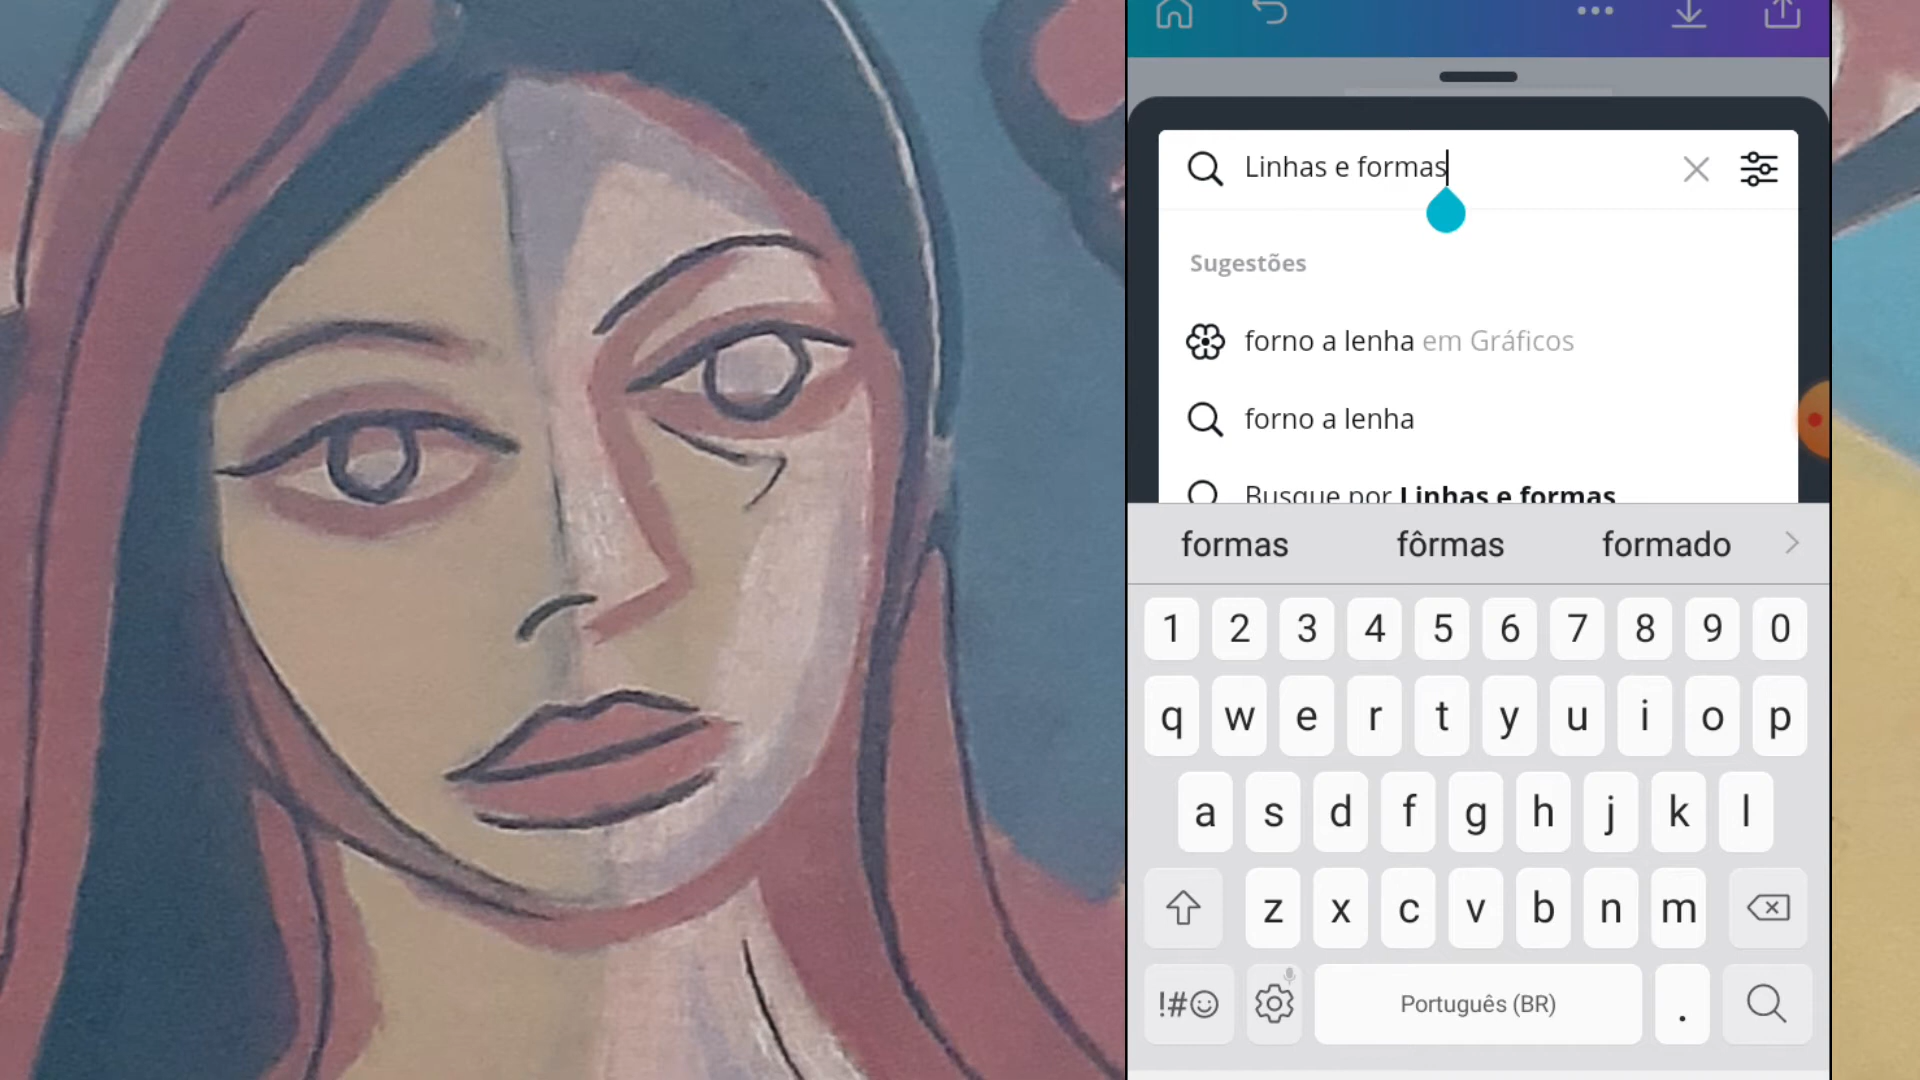 Linhas e formas
Sugestões
forno a lenha em Gráficos
forno a lenha
Busque por Linhas e formas
formas fôrmas formado
1 2 3 4 5 6 7 8 9 0
q w e r t y u i o p
a s d f g h j k l
z x c v b n m
!#☺ Português (BR) .